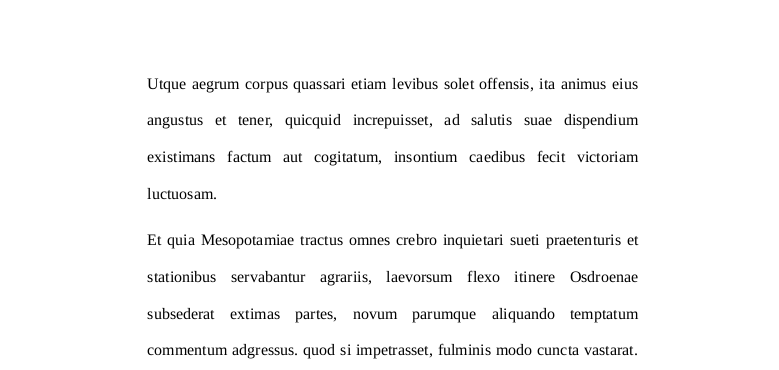 Utque aegrum corpus quassari etiam levibus solet offensis, ita animus eius
angustus et tener, quicquid increpuisset, ad salutis suae dispendium
existimans factum aut cogitatum, insontium caedibus fecit victoriam
luctuosam.
Et quia Mesopotamiae tractus omnes crebro inquietari sueti praetenturis et
stationibus servabantur agrariis, laevorsum flexo itinere Osdroenae
subsederat extimas partes, novum parumque aliquando temptatum
commentum adgressus. quod si impetrasset, fulminis modo cuncta vastarat.